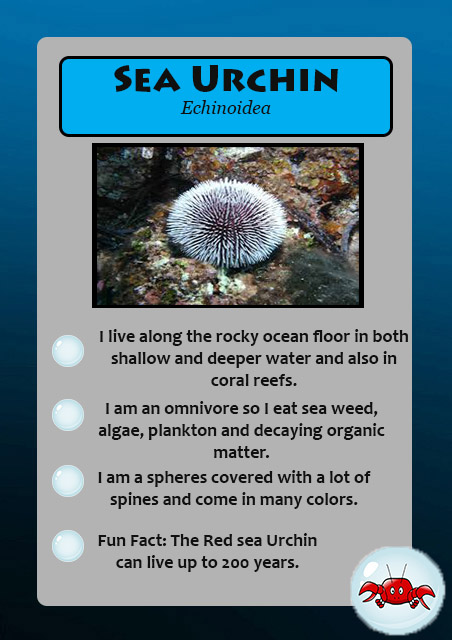 Sea Urchin
Echinoidea
I live along the rocky ocean floor in both
shallow and deeper water and also in
coral reefs.
I am an omnivore so I eat sea weed,
algae, plankton and decaying organic
matter.
I am a spheres covered with a lot of
spines and come in many colors.
Fun Fact: The Red sea Urchin
can live up to 200 years.